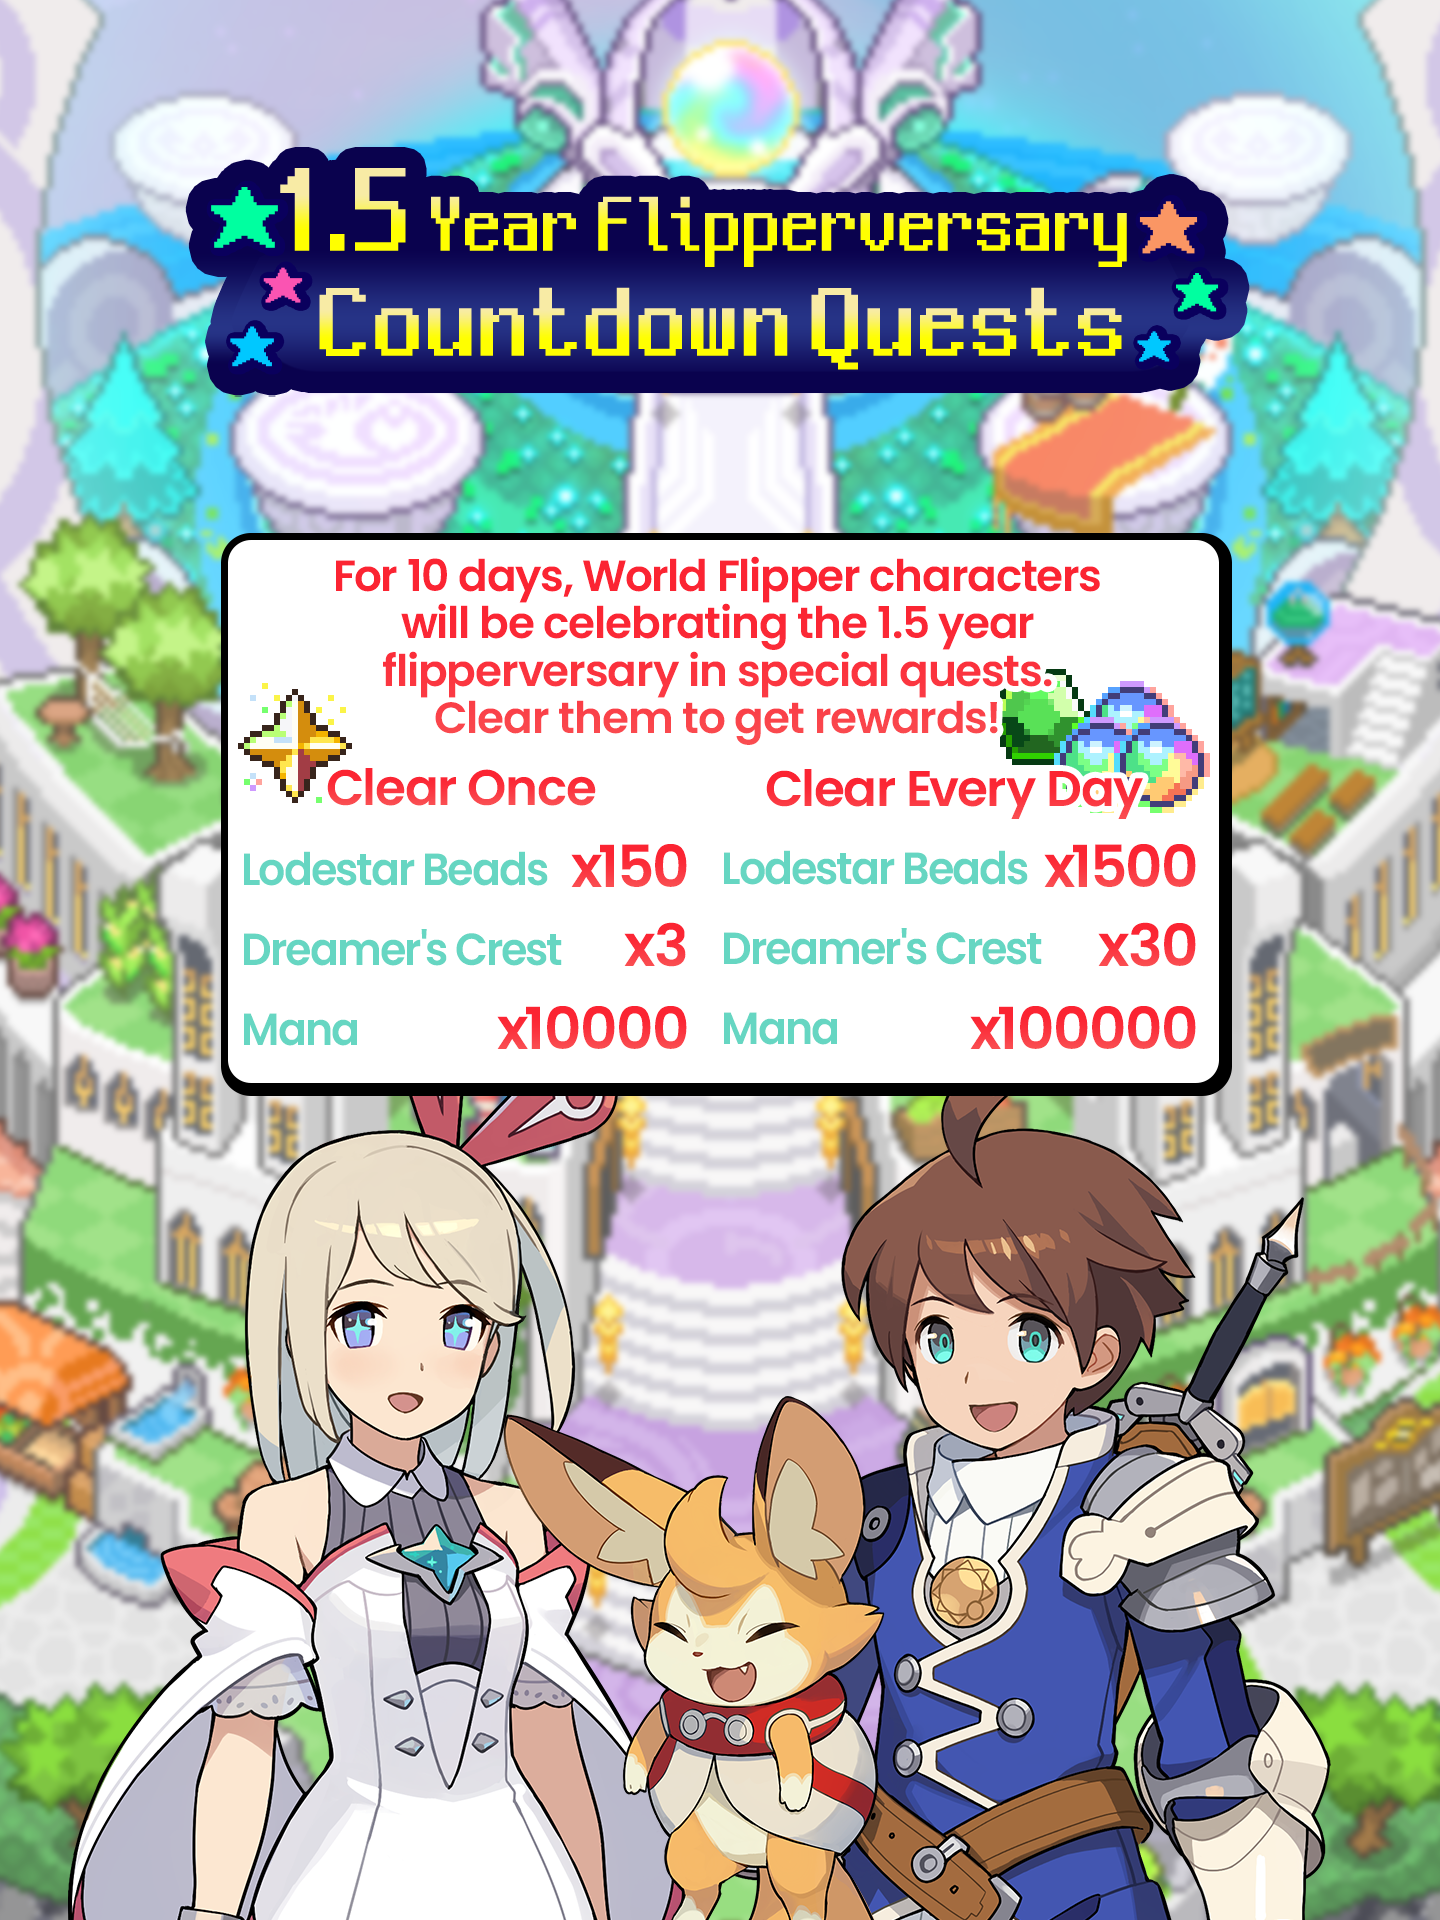 1.5 Year Flipperversary
Countdown Quests
For 10 days, World Flipper characters
will be celebrating the 1.5 year
flipperversary in special quests.
Clear them to get rewards!
Clear Once
Lodestar Beads x150
Dreamer's Crest x3
Mana x10000
Clear Every Day
Lodestar Beads x1500
Dreamer's Crest x30
Mana x100000